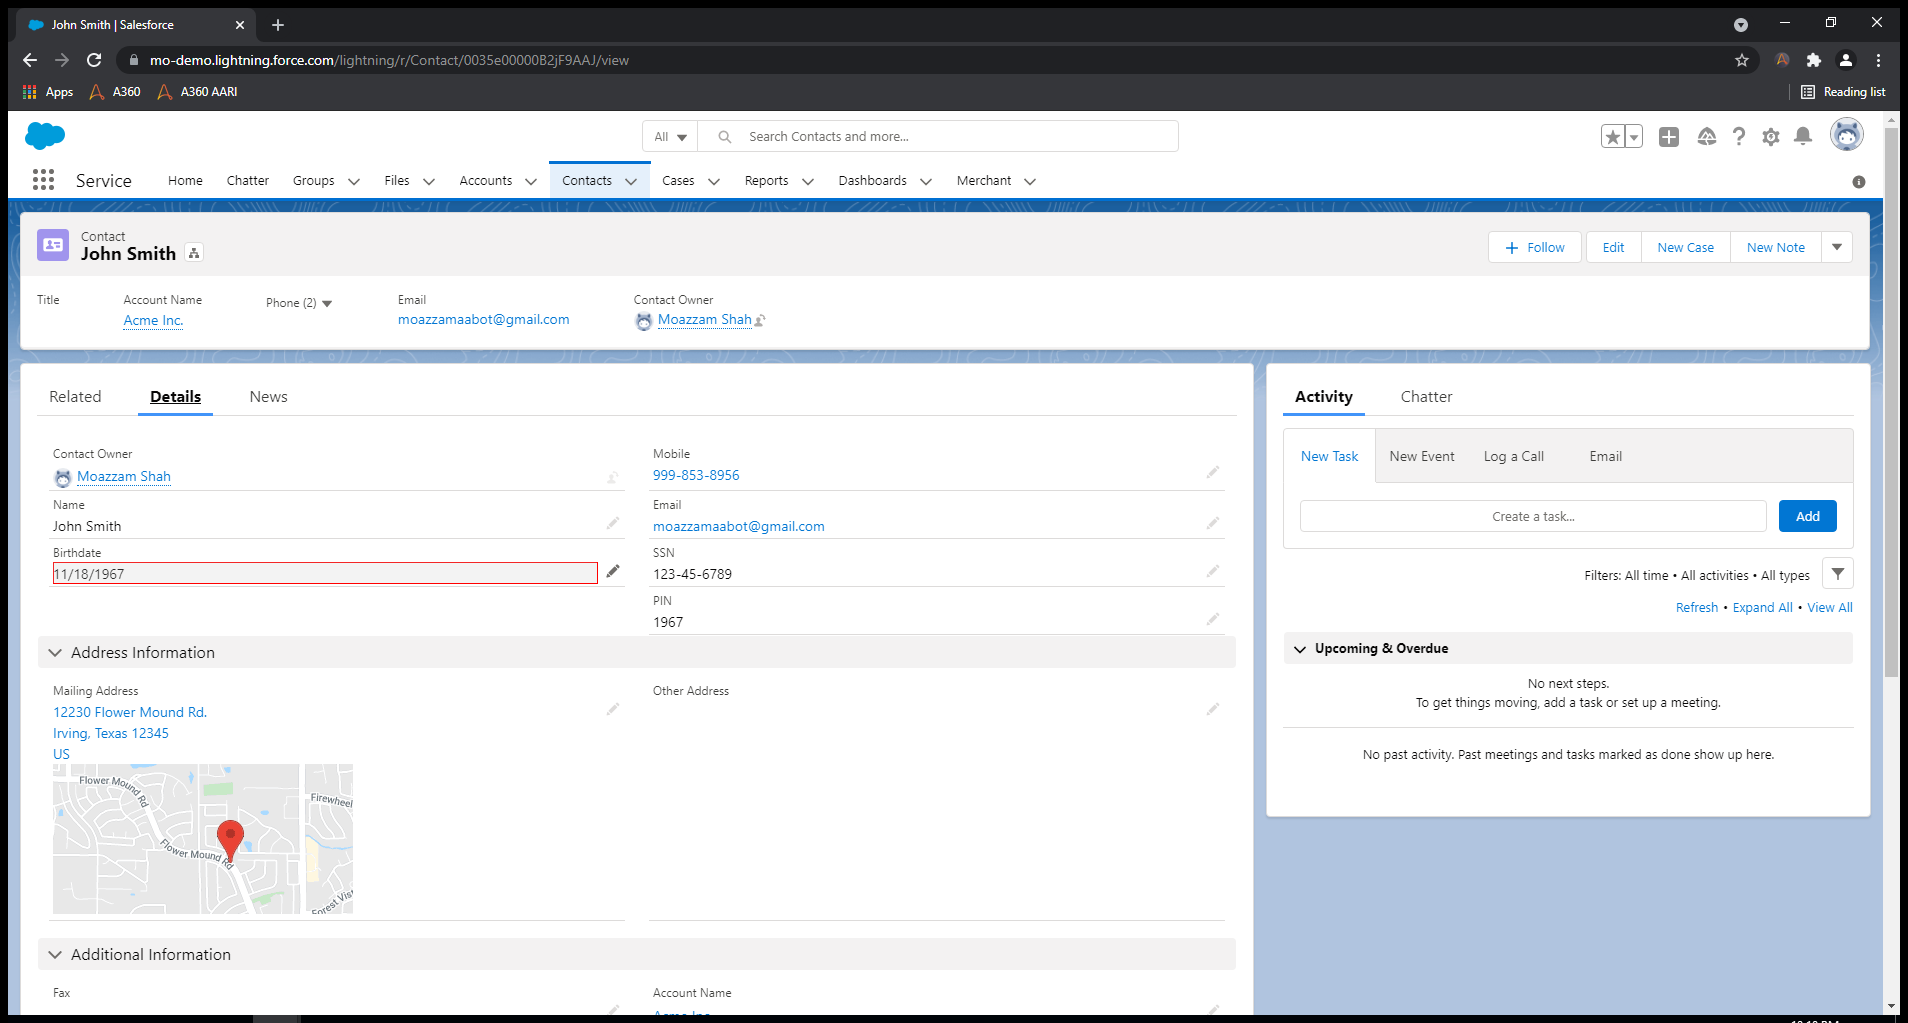 John Smith | Salesforce
mo-demo.lightning.force.com/lightning/r/Contact/0035e00000B2jF9AAJ/view
Apps A360 A360 AARI Reading list
All Search Contacts and more...
Service Home Chatter Groups Files Accounts Contacts Cases Reports Dashboards Merchant
Contact
John Smith
Follow Edit New Case New Note
Title Account Name Phone (2) Email Contact Owner
Acme Inc. moazzamaabot@gmail.com Moazzam Shah
Related Details News
Contact Owner
Moazzam Shah
Name
John Smith
Birthdate
11/18/1967
Mobile
999-853-8956
Email
moazzamaabot@gmail.com
SSN
123-45-6789
PIN
1967
Address Information
Mailing Address
12230 Flower Mound Rd.
Irving, Texas 12345
US
Other Address
Flower Mound Rd
Firewheel
Flower Mound Rd
Forest Vist
Additional Information
Fax
Account Name
Acme Inc
Activity Chatter
New Task New Event Log a Call Email
Create a task... Add
Filters: All time • All activities • All types
Refresh • Expand All • View All
Upcoming & Overdue
No next steps.
To get things moving, add a task or set up a meeting.
No past activity. Past meetings and tasks marked as done show up here.